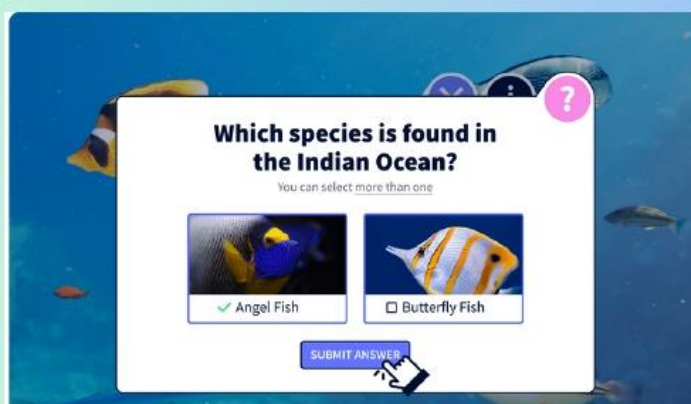 ?
Which species is found in
the Indian Ocean?
You can select more than one
Angel Fish
Butterfly Fish
SUBMIT ANSWER